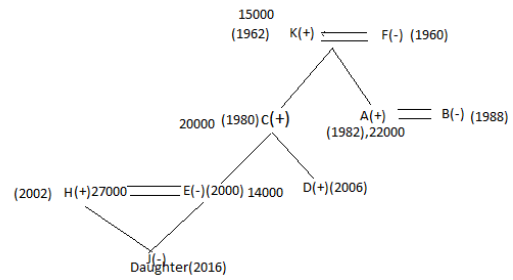 15000
(1962) K(+) F(-) (1960)
20000 (1980) C(+) A(+) B(-) (1988)
(1982),22000
(2002) H(+)27000 E(-)(2000) 14000 D(+)(2006)
J(-)
Daughter(2016)